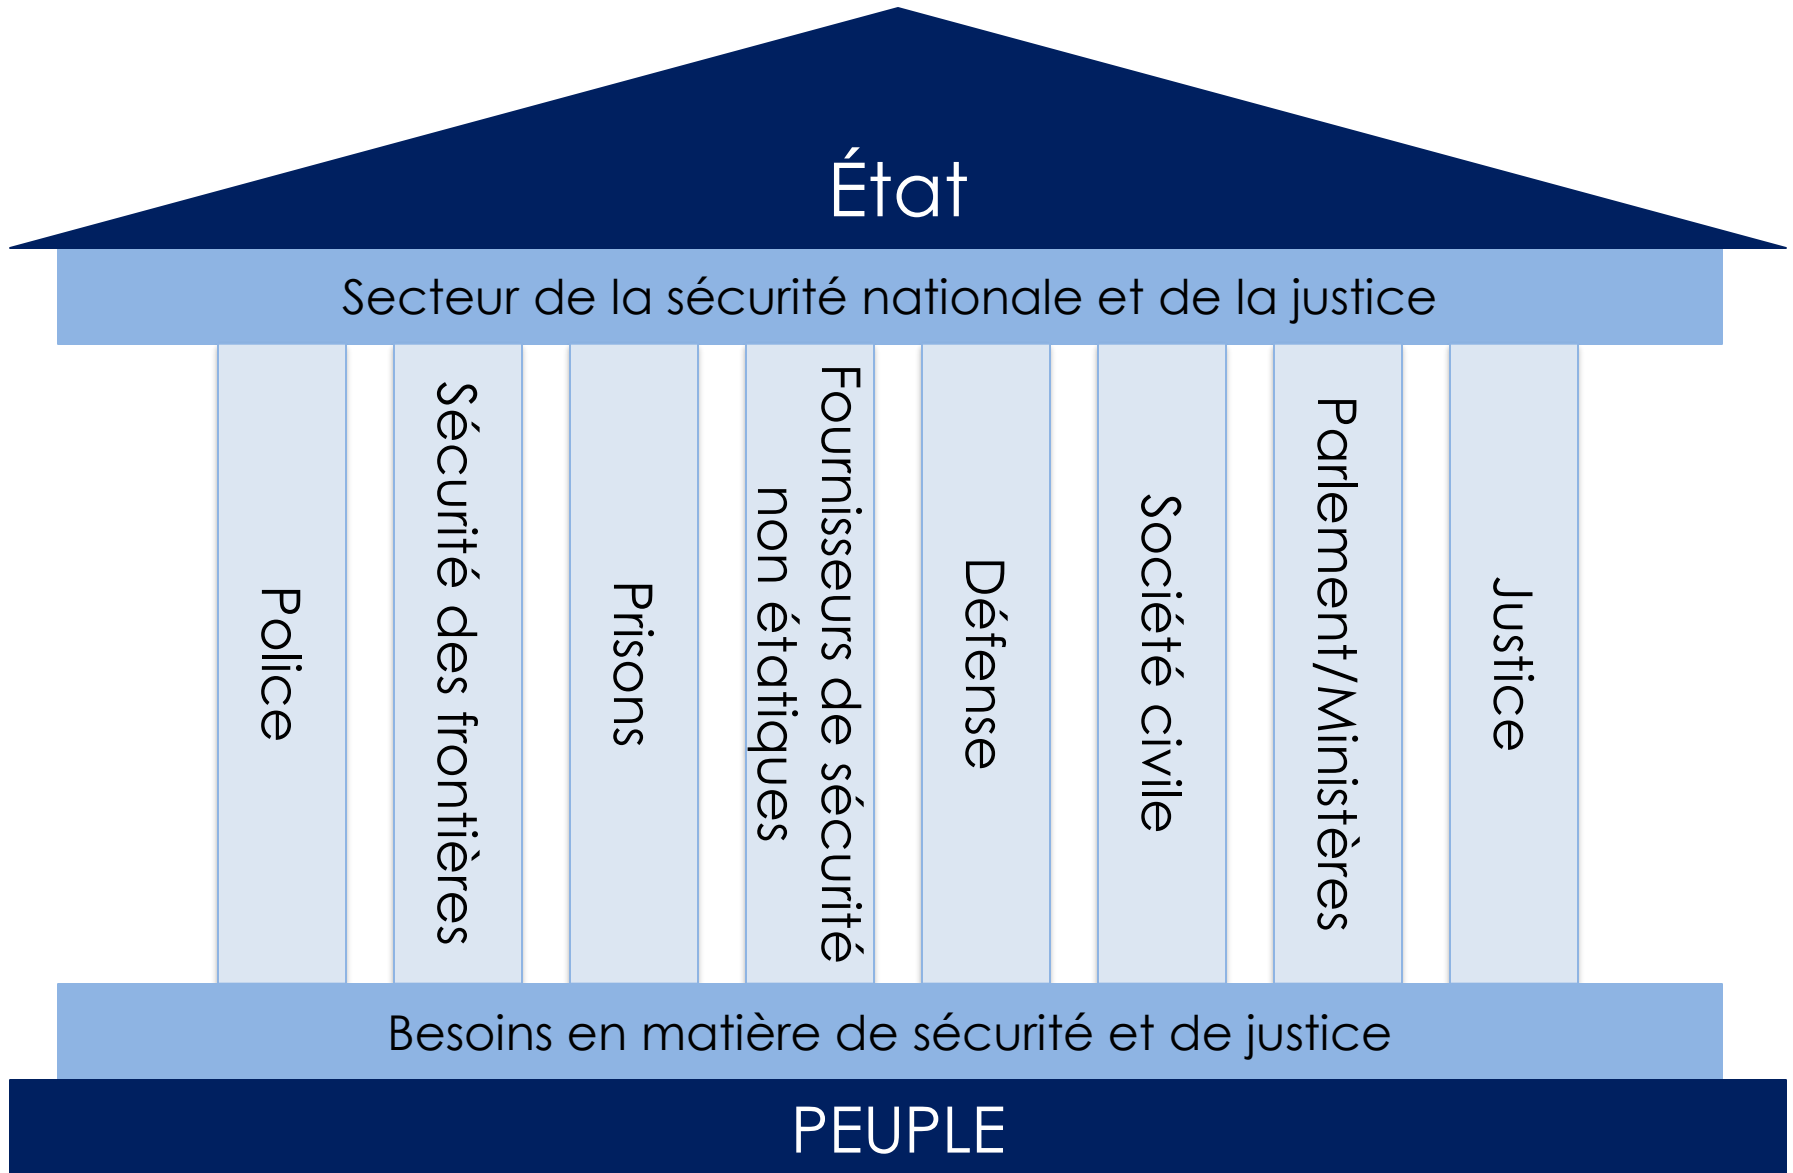 État
Secteur de la sécurité nationale et de la justice
Police
Sécurité des frontières
Prisons
Fournisseurs de sécurité
non étatiques
Défense
Société civile
Parlement/Ministères
Justice
Besoins en matière de sécurité et de justice
PEUPLE